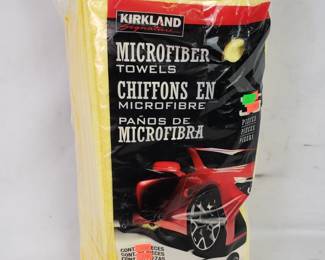 KIRKLAND
Signature
MICROFIBER
TOWELS
CHIFFONS EN
MICROFIBRE
PAÑOS DE
MICROFIBRA